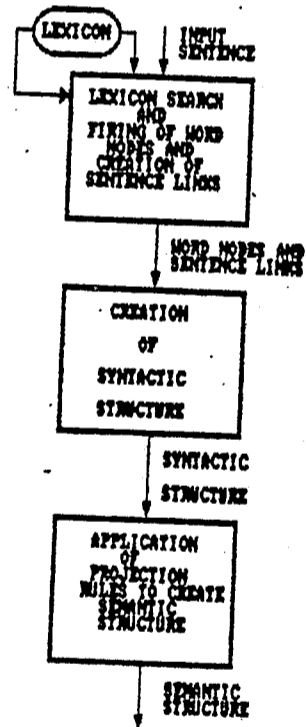 LEXICON
INPUT
SENTENCE
LEXICON SEARCH
AND
FIRING OF WORD
NODES AND
CREATION OF
SENTENCE LINKS
WORD NODES AND
SENTENCE LINKS
CREATION
OF
SYNTACTIC
STRUCTURE
SYNTACTIC
STRUCTURE
APPLICATION
OF
PROJECTION
RULES TO CREATE
SEMANTIC
STRUCTURE
SEMANTIC
STRUCTURE